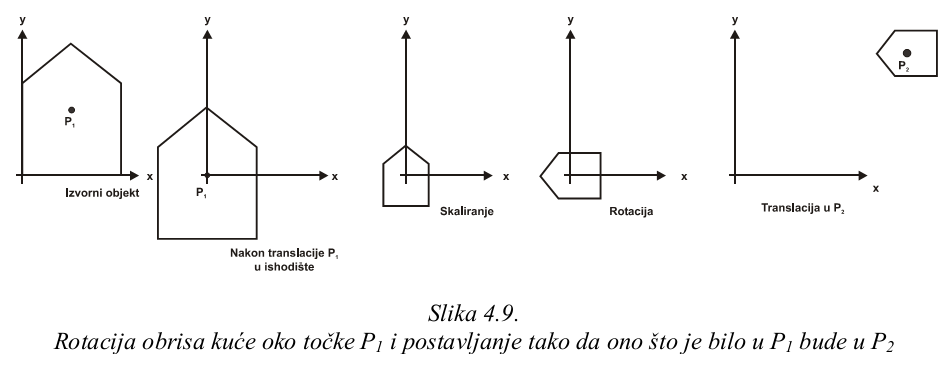 y
P₁
x
Izvorni objekt
y
P₁
x
Nakon translacije P₁
u ishodište
y
x
Skaliranje
y
x
Rotacija
y
P₂
x
Translacija u P₂
Slika 4.9.
Rotacija obrisa kuće oko točke P₁ i postavljanje tako da ono što je bilo u P₁ bude u P₂